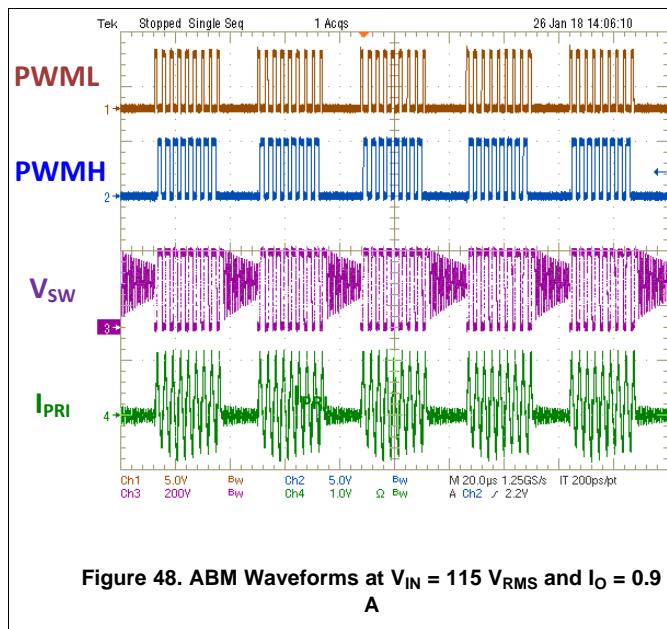 Tek Stopped Single Seq 1 Acqs 26 Jan 18 14:06:10
PWML
1
PWMH
2
VSW
3
IPRI
IPRI
4
Ch1 5.0V Bw Ch2 5.0V Bw M 20.0µs 1.25GS/s IT 200ps/pt
Ch3 200V Bw Ch4 1.0V Ω Bw A Ch2 ∕ 2.2V
Figure 48. ABM Waveforms at VIN = 115 VRMS and IO = 0.9
A